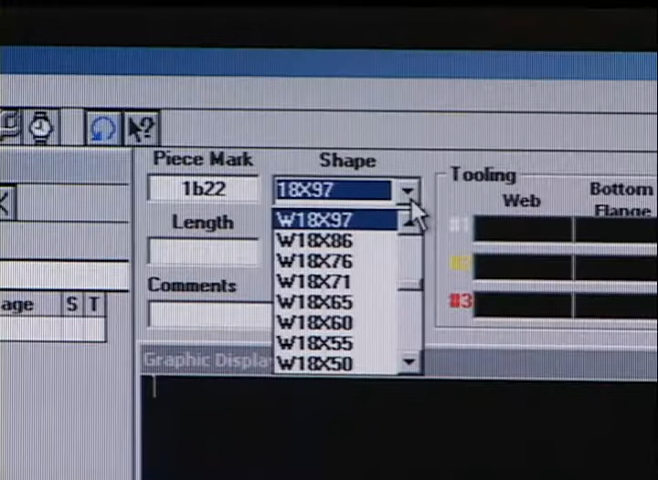 Piece Mark
Shape
Tooling
1b22
18X97
Web
Bottom
Flange
Length
W18X97
#1
W18X86
W18X76
#2
Comments
W18X71
age
S
T
W18X65
#3
W18X60
W18X55
Graphic Displa
W18X50